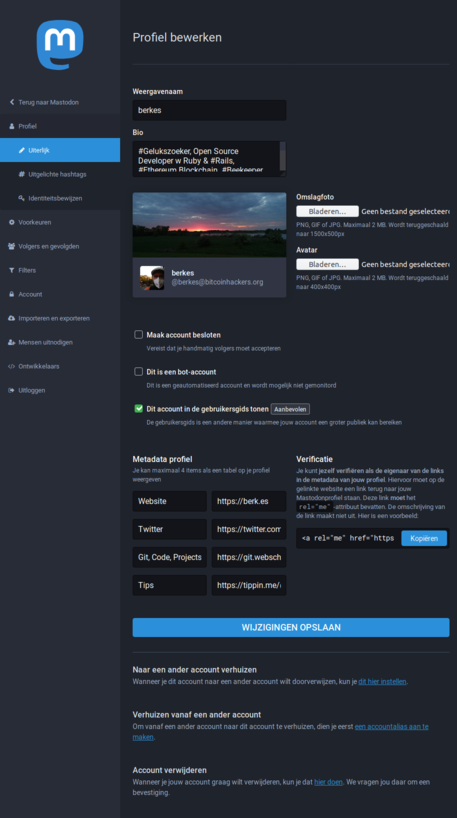 Profiel bewerken
Terug naar Mastodon
Profiel
Uiterlijk
Uitgelichte hashtags
Identiteitsbewijzen
Voorkeuren
Volgers en gevolgden
Filters
Account
Importeren en exporteren
Mensen uitnodigen
Ontwikkelaars
Uitloggen
Weergavenaam
berkes
Bio
#Gelukszoeker, Open Source
Developer w Ruby & #Rails,
#Ethereum Blockchain, #Beekeeper
berkes
@berkes@bitcoinhackers.org
Omslagfoto
Bladeren... Geen bestand geselecteerd
PNG, GIF of JPG. Maximaal 2 MB. Wordt teruggeschaald
naar 1500x500px
Avatar
Bladeren... Geen bestand geselecteerd
PNG, GIF of JPG. Maximaal 2 MB. Wordt teruggeschaald
naar 400x400px
Maak account besloten
Vereist dat je handmatig volgers moet accepteren
Dit is een bot-account
Dit is een geautomatiseerd account en wordt mogelijk niet gemonitord
Dit account in de gebruikersgids tonen Aanbevolen
De gebruikersgids is een andere manier waarmee jouw account een groter publiek kan bereiken
Metadata profiel
Je kan maximaal 4 items als een tabel op je profiel
weergeven
Website https://berk.es
Twitter https://twitter.com
Git, Code, Projects https://git.websch
Tips https://tippin.me/
Verificatie
Je kunt jezelf verifiëren als de eigenaar van de links
in de metadata van jouw profiel. Hiervoor moet op de
gelinkte website een link terug naar jouw
Mastodonprofiel staan. Deze link moet het
rel="me" -attribuut bevatten. De omschrijving van
de link maakt niet uit. Hier is een voorbeeld:
<a rel="me" href="https Kopiëren
WIJZIGINGEN OPSLAAN
Naar een ander account verhuizen
Wanneer je dit account naar een ander account wilt doorverwijzen, kun je dit hier instellen.
Verhuizen vanaf een ander account
Om vanaf een ander account naar dit account te verhuizen, dien je eerst een accountalias aan te
maken.
Account verwijderen
Wanneer je jouw account graag wilt verwijderen, kun je dat hier doen. We vragen jou daar om een
bevestiging.